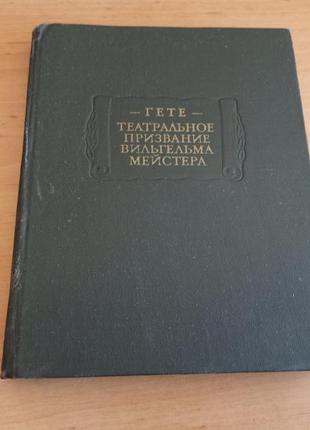 — ГЕТЕ —
ТЕАТРАЛЬНОЕ
ПРИЗВАНИЕ
ВИЛЬГЕЛЬМА
МЕЙСТЕРА